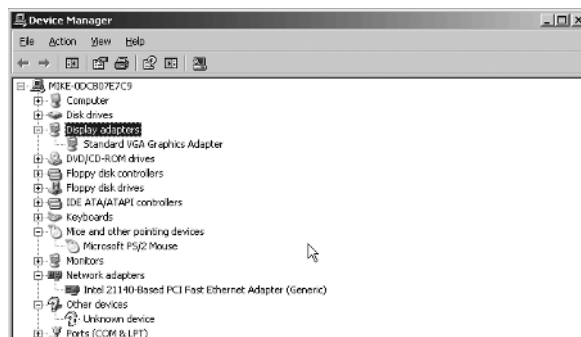 Device Manager
File Action View Help
MIKE-0DCB07E7C9
Computer
Disk drives
Display adapters
Standard VGA Graphics Adapter
DVD/CD-ROM drives
Floppy disk controllers
Floppy disk drives
IDE ATA/ATAPI controllers
Keyboards
Mice and other pointing devices
Microsoft PS/2 Mouse
Monitors
Network adapters
Intel 21140-Based PCI Fast Ethernet Adapter (Generic)
Other devices
Unknown device
Ports (COM & LPT)